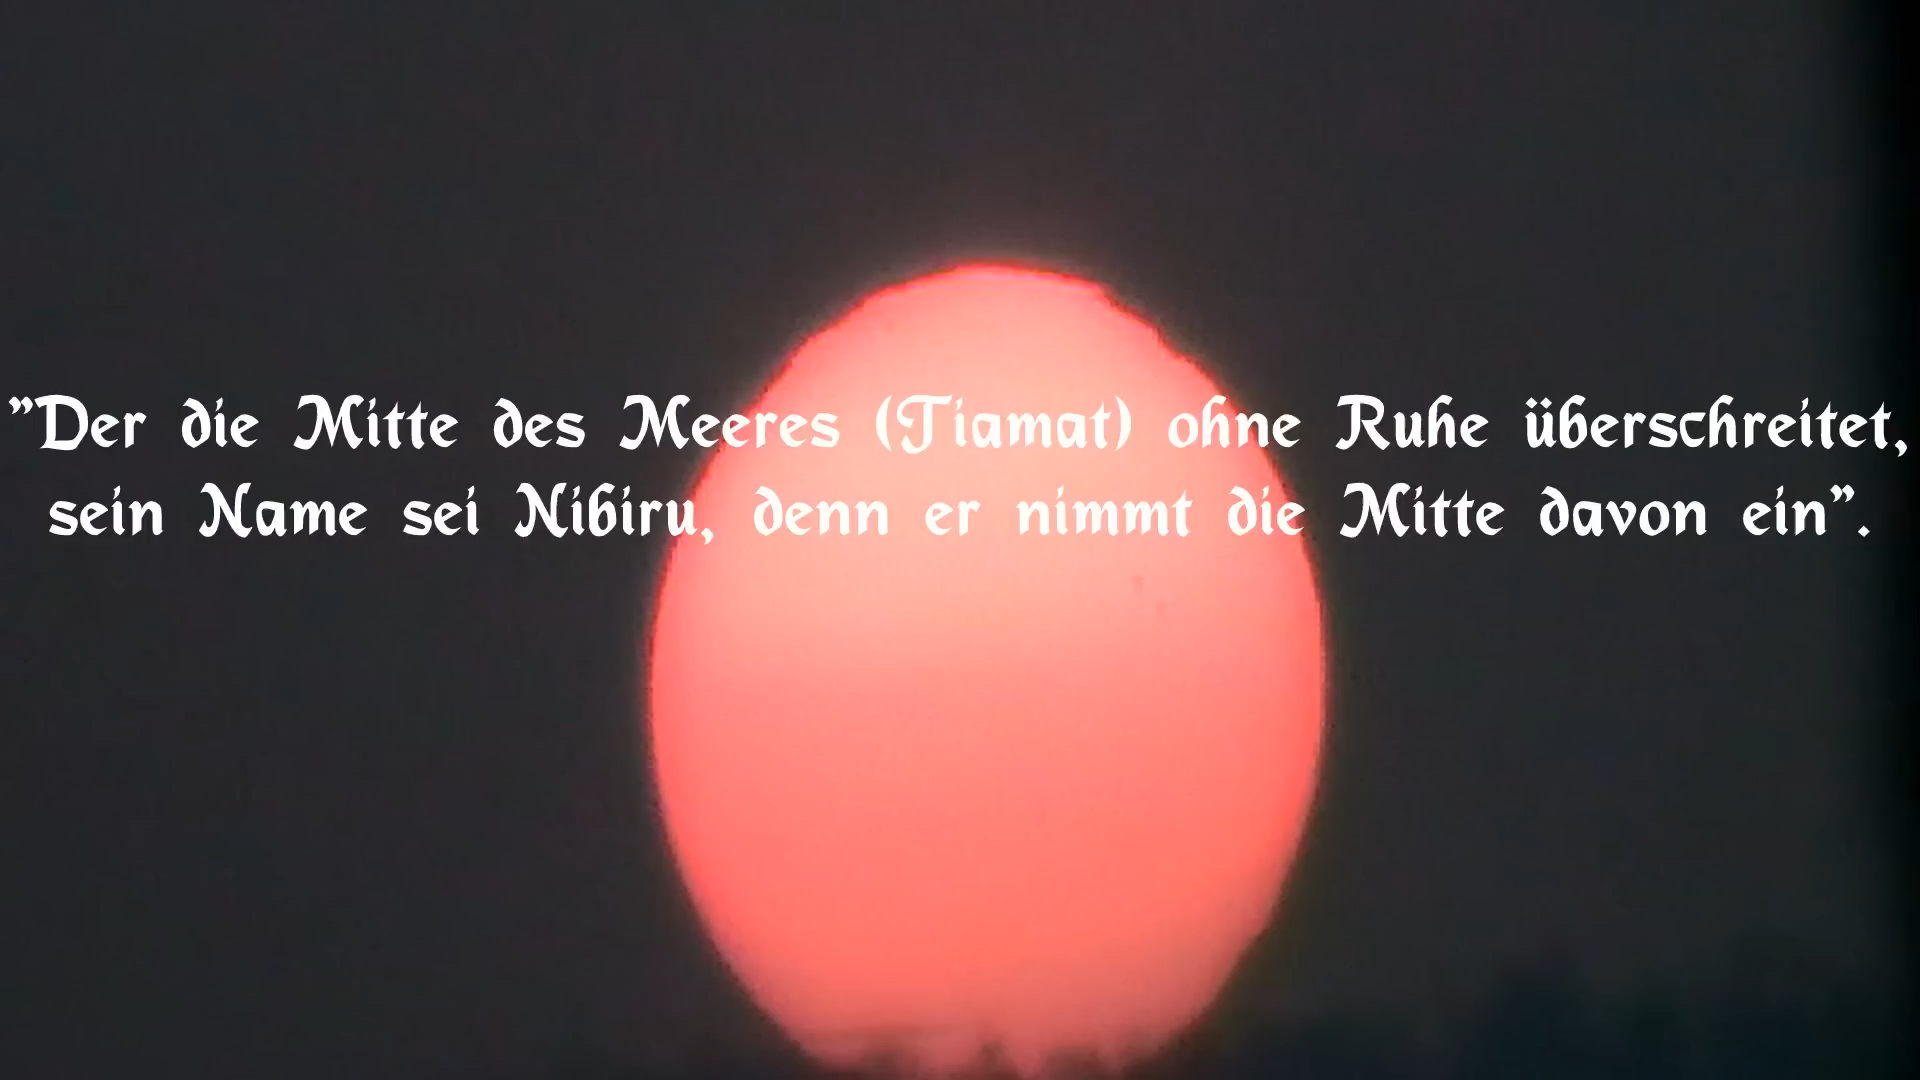 "Der die Mitte des Meeres (Tiamat) ohne Ruhe überschreitet,
sein Name sei Nibiru, denn er nimmt die Mitte davon ein".